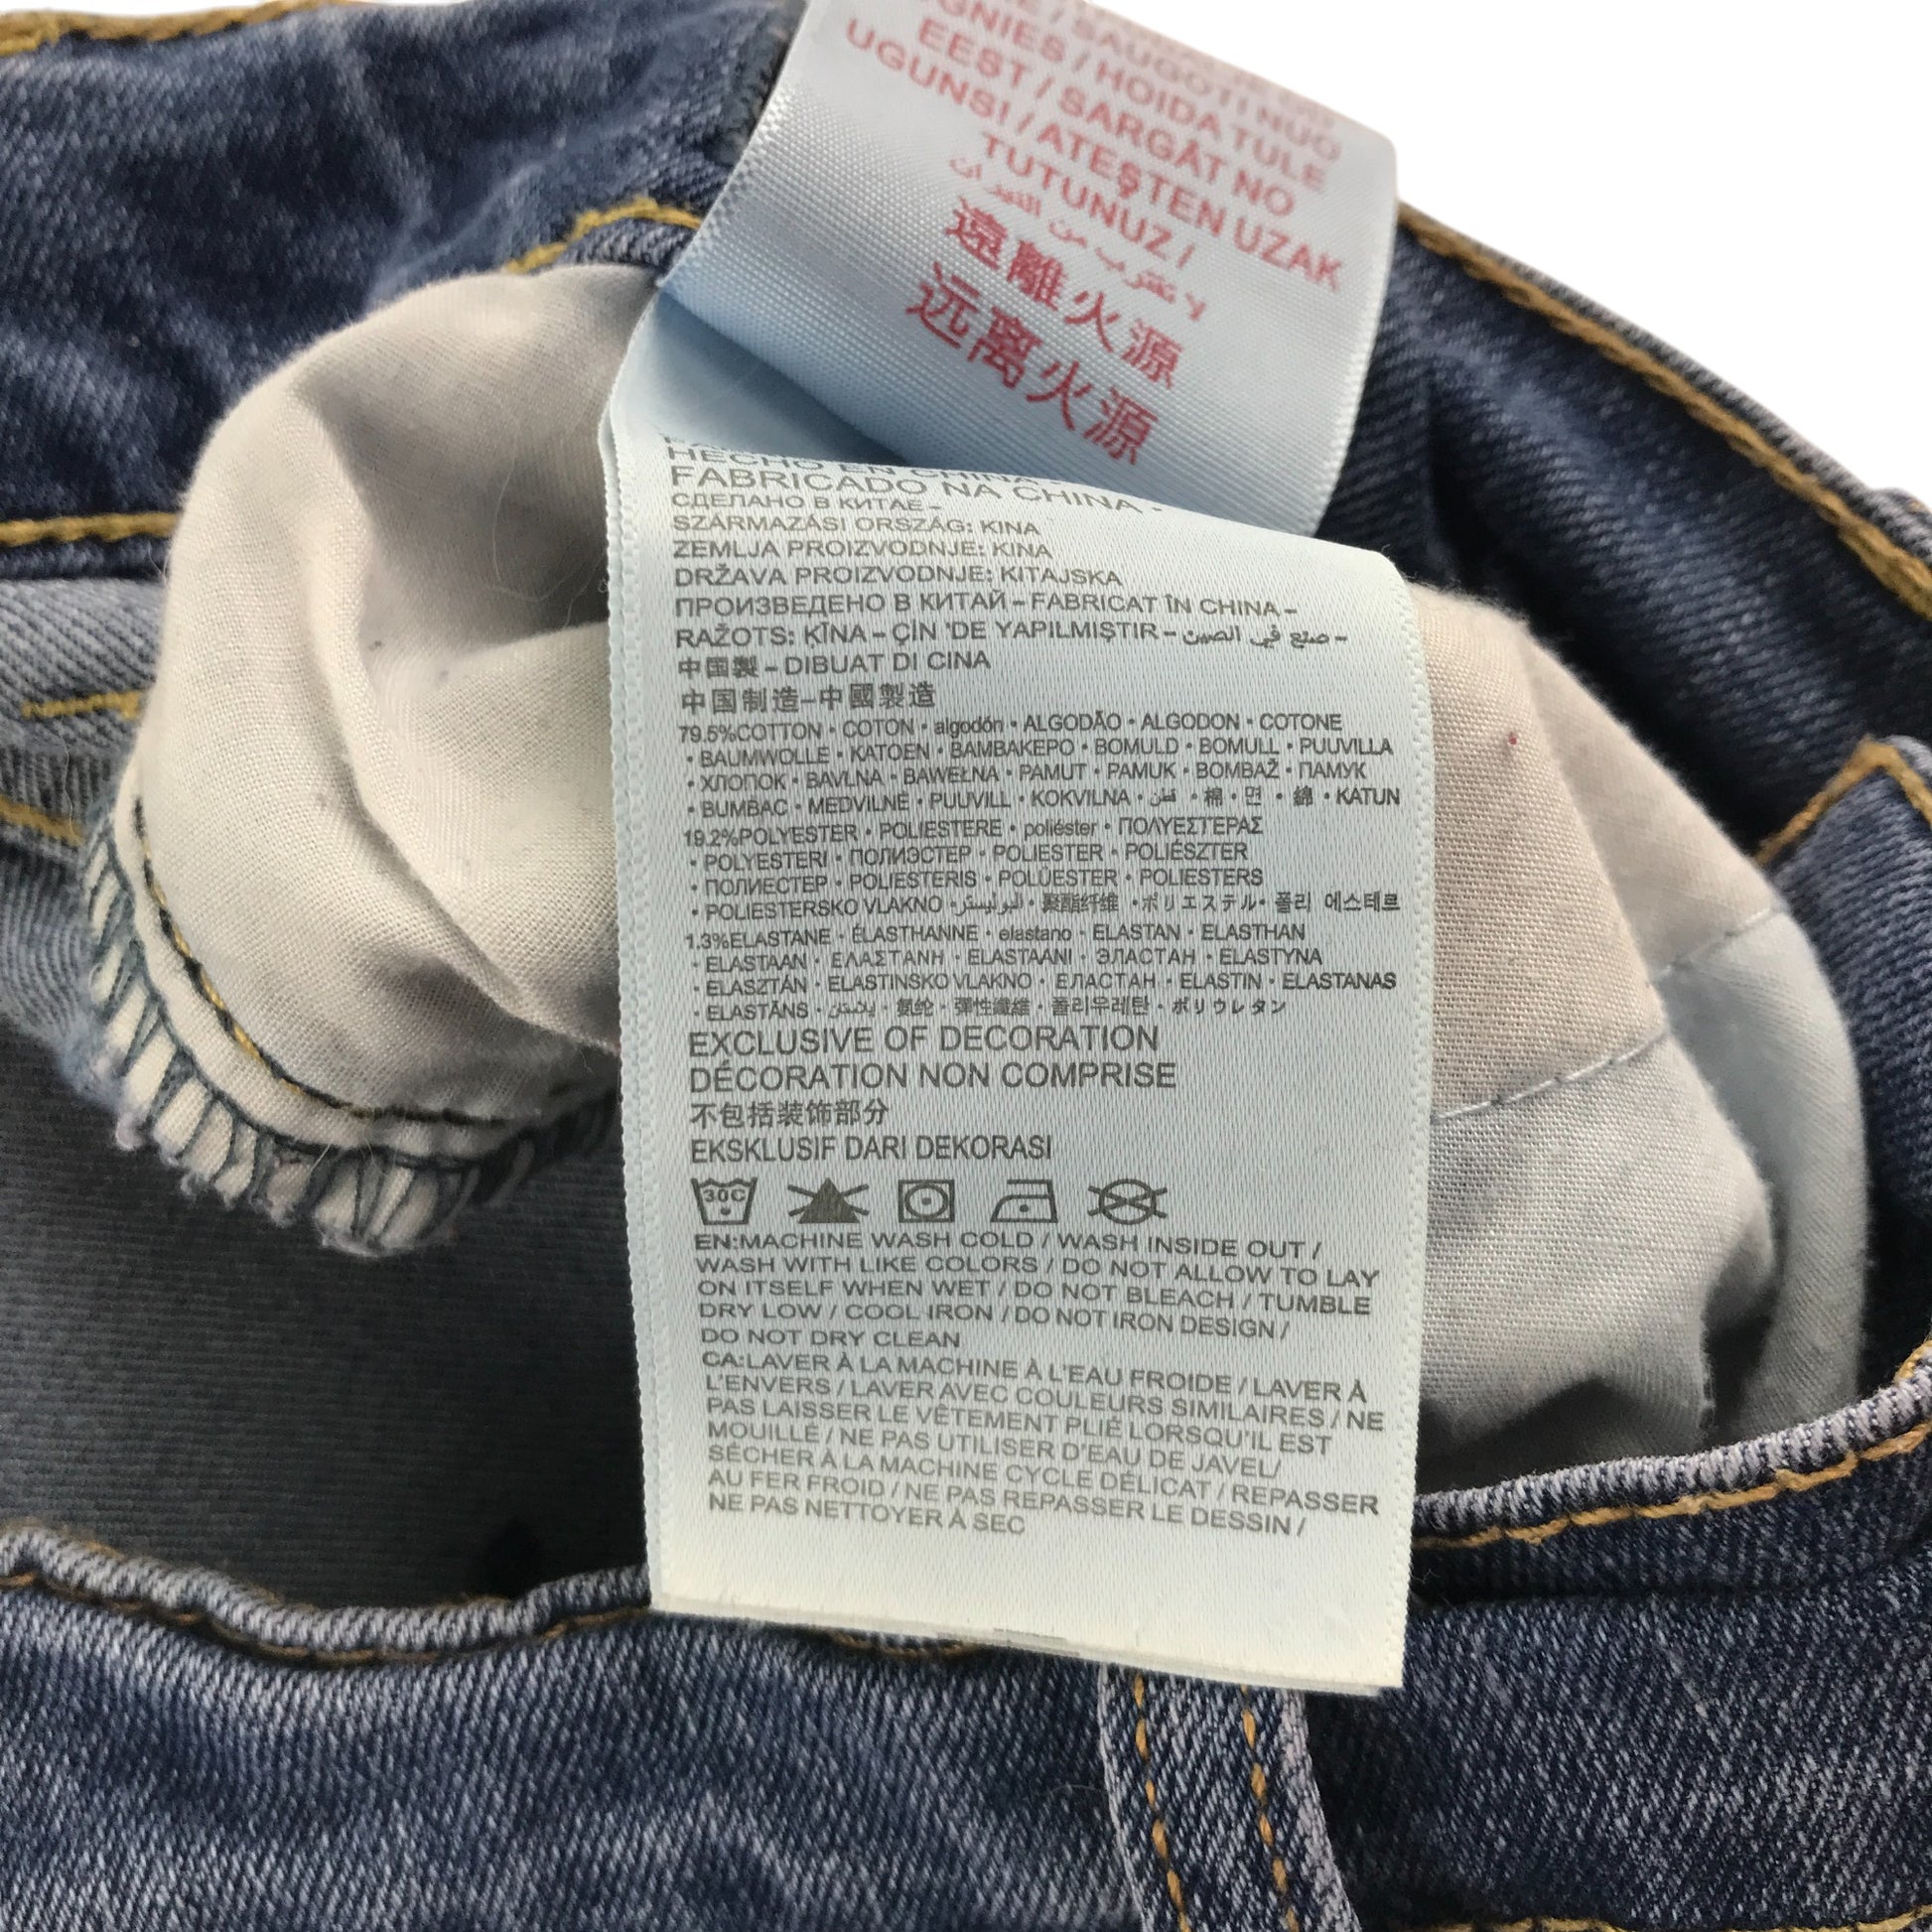 GNIES / HOIDA TULE
EEST / SARGĀT NO
UGUNS! / ATEŞTEN UZAK
TUTUNUZ /
لا تقترب من النيران
遠離火源
远离火源
HECHO EN CHINA -
FABRICADO NA CHINA -
СДЕЛАНО В КИТАЕ –
SZÁRMAZÁSI ORSZÁG: KINA
ZEMLJA PROIZVODNJE: KINA
DRŽAVA PROIZVODNJE: KITAJSKA
ПРОИЗВЕДЕНО В КИТАЙ – FABRICAT ÎN CHINA –
RAŽOTS: ĶĪNA – ÇİN 'DE YAPILMIŞTIR – صنع في الصين –
中国製 – DIBUAT DI CINA
中国制造–中國製造
79.5%COTTON • COTON • algodón • ALGODÃO • ALGODON • COTONE
• BAUMWOLLE • KATOEN • ΒΑΜΒΑΚΕΡΟ • BOMULD • BOMULL • PUUVILLA
• ХЛОПОК • BAVLNA • BAWEŁNA • PAMUT • PAMUK • BOMBAŽ • ПАМУК
• BUMBAC • MEDVILNĖ • PUUVILL • KOKVILNA • قطن • 棉 • 면 • 綿 • KATUN
19.2%POLYESTER • POLIESTERE • poliéster • ΠΟΛΥΕΣΤΕΡΑΣ
• POLYESTERI • ПОЛИЭСТЕР • POLIESTER • POLIÉSZTER
• ПОЛИЕСТЕР • POLIESTERIS • POLÜESTER • POLIESTERS
• POLIESTERSKO VLAKNO • البوليستر • 聚酯纤维 • ポリエステル • 폴리 에스테르
1.3%ELASTANE • ÉLASTHANNE • elastano • ELASTAN • ELASTHAN
• ELASTAAN • ΕΛΑΣΤΑΝΗ • ELASTAANI • ЭЛАСТАН • ELASTYNA
• ELASZTÁN • ELASTINSKO VLAKNO • ЕЛАСТАН • ELASTIN • ELASTANAS
• ELASTĀNS • 氨纶 • 彈性纖維 • 폴리우레탄 • ポリウレタン
EXCLUSIVE OF DECORATION
DÉCORATION NON COMPRISE
不包括装饰部分
EKSKLUSIF DARI DEKORASI
30C
EN:MACHINE WASH COLD / WASH INSIDE OUT /
WASH WITH LIKE COLORS / DO NOT ALLOW TO LAY
ON ITSELF WHEN WET / DO NOT BLEACH / TUMBLE
DRY LOW / COOL IRON / DO NOT IRON DESIGN /
DO NOT DRY CLEAN
CA:LAVER À LA MACHINE À L'EAU FROIDE / LAVER À
L'ENVERS / LAVER AVEC COULEURS SIMILAIRES / NE
PAS LAISSER LE VÊTEMENT PLIÉ LORSQU'IL EST
MOUILLÉ / NE PAS UTILISER D'EAU DE JAVEL/
SÉCHER À LA MACHINE CYCLE DÉLICAT / REPASSER
AU FER FROID / NE PAS REPASSER LE DESSIN /
NE PAS NETTOYER À SEC